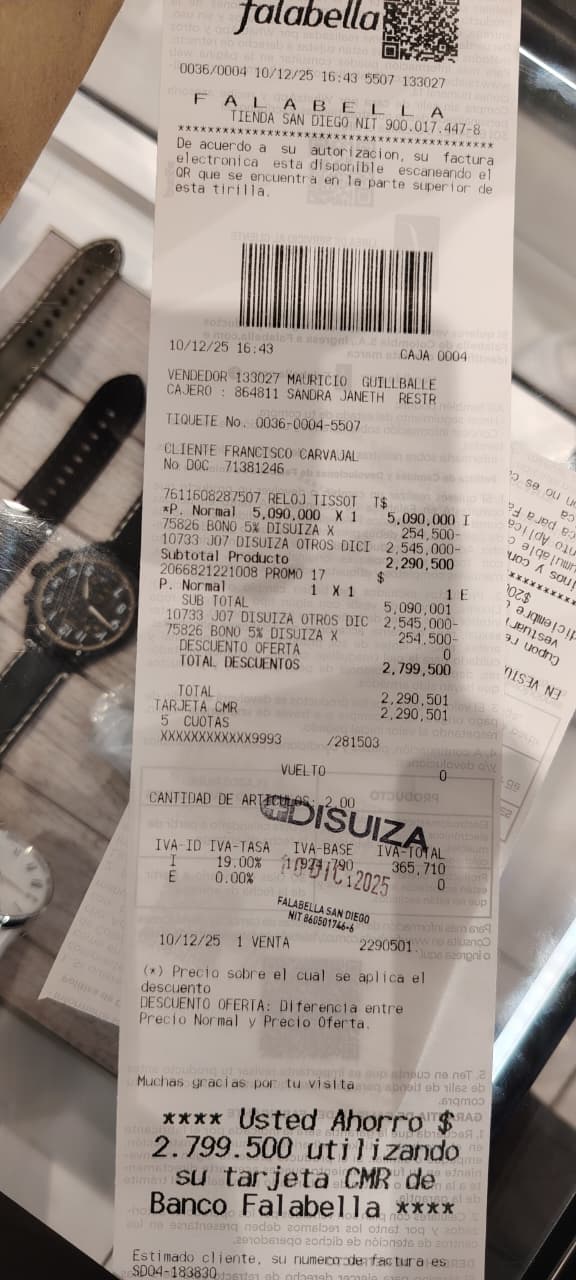 falabella
0036/0004 10/12/25 16:43 5507 133027
F A L A B E L L A
TIENDA SAN DIEGO NIT 900.017.447-8
********************************************
De acuerdo a su autorizacion, su factura
electronica esta disponible escaneando el
QR que se encuentra en la parte superior de
esta tirilla.
10/12/25 16:43 CAJA 0004
VENDEDOR 133027 MAURICIO GUILLBALLE
CAJERO : 864811 SANDRA JANETH RESTR
TIQUETE No. 0036-0004-5507
CLIENTE FRANCISCO CARVAJAL
No DOC 71381246
7611608287507 RELOJ TISSOT T$
*P. Normal 5,090,000 X 1 5,090,000 I
75826 BONO 5% DISUIZA X 254,500-
10733 J07 DISUIZA OTROS DICI 2,545,000-
Subtotal Producto 2,290,500
2066821221008 PROMO 17 $
P. Normal 1 X 1 1 E
SUB TOTAL 5,090,001
10733 J07 DISUIZA OTROS DIC 2,545,000-
75826 BONO 5% DISUIZA X 254,500-
DESCUENTO OFERTA 0
TOTAL DESCUENTOS 2,799,500
TOTAL 2,290,501
TARJETA CMR 2,290,501
5 CUOTAS
XXXXXXXXXXXX9993 /281503
VUELTO 0
CANTIDAD DE ARTICULOS: 2.00
DISUIZA
IVA-ID IVA-TASA IVA-BASE IVA-TOTAL
I 19.00% 1,924,790 365,710
E 0.00% 1 0
10 DIC 2025
FALABELLA SAN DIEGO
NIT 860501746-6
10/12/25 1 VENTA 2290501
(*) Precio sobre el cual se aplica el
descuento
DESCUENTO OFERTA: Diferencia entre
Precio Normal y Precio Oferta.
Muchas gracias por tu visita
**** Usted Ahorro $
2.799.500 utilizando
su tarjeta CMR de
Banco Falabella ****
Estimado cliente, su numero de factura es
SD04-183830